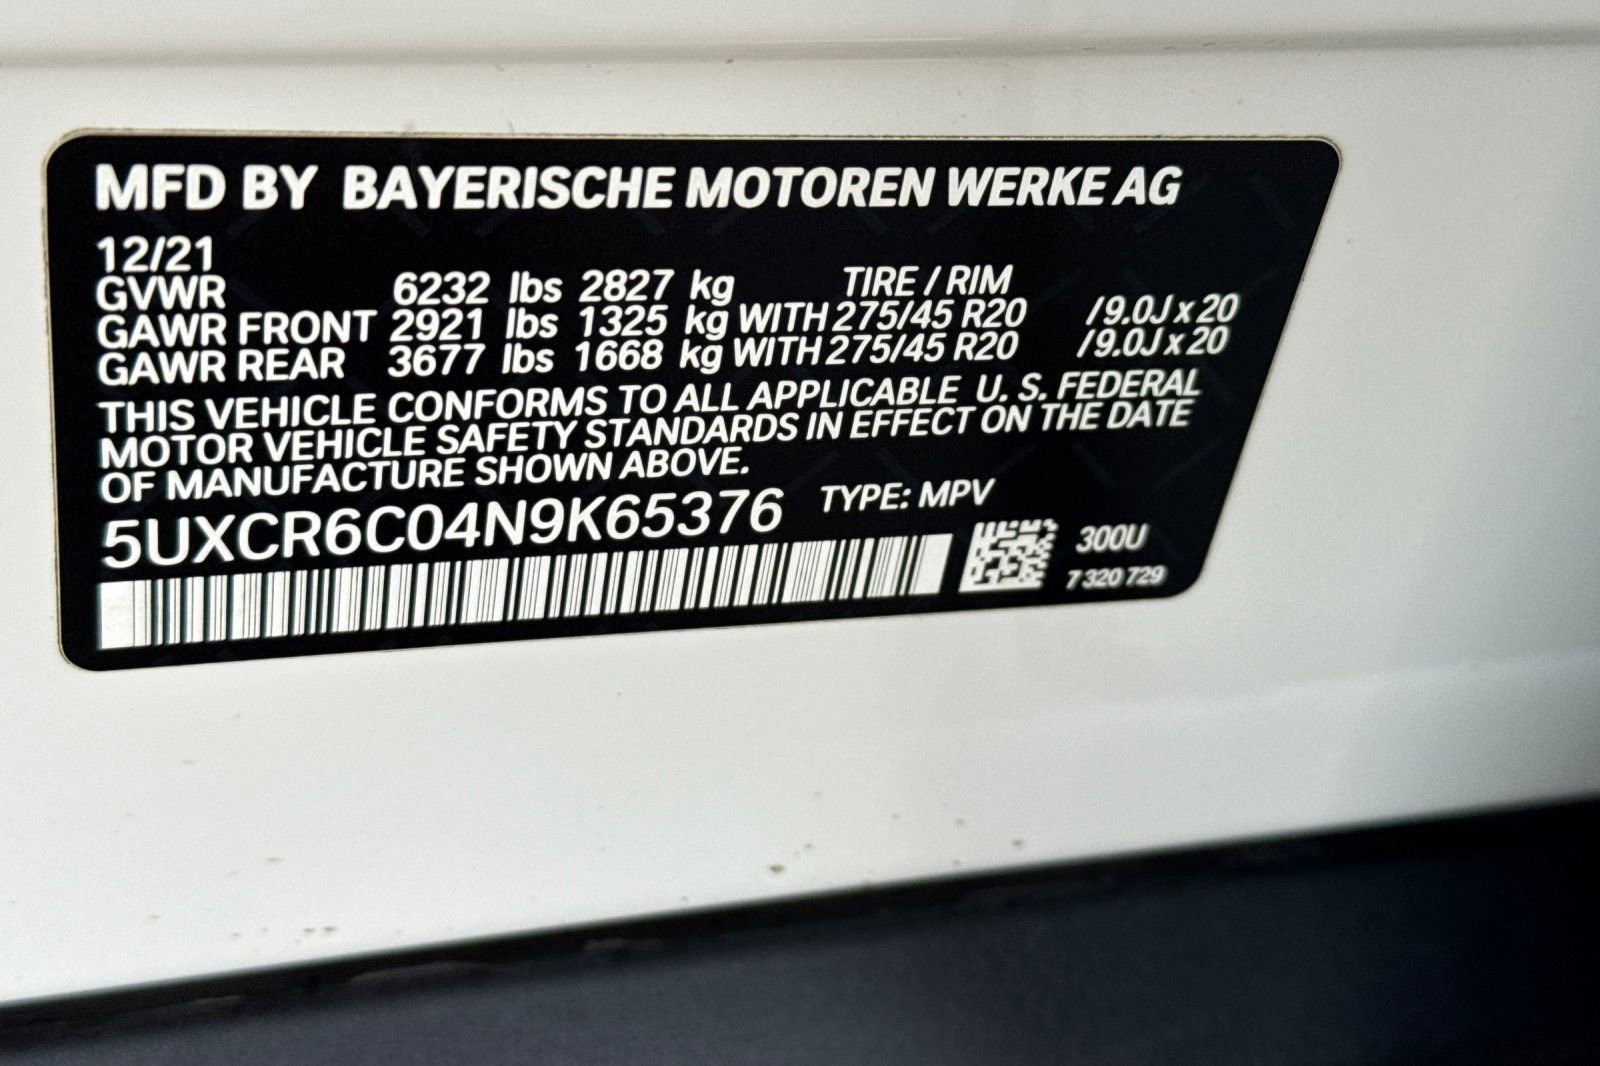 MFD BY BAYERISCHE MOTOREN WERKE AG
12/21
GVWR 6232 lbs 2827 kg TIRE / RIM
GAWR FRONT 2921 lbs 1325 kg WITH 275/45 R20 /9.0J x 20
GAWR REAR 3677 lbs 1668 kg WITH 275/45 R20 /9.0J x 20
THIS VEHICLE CONFORMS TO ALL APPLICABLE U. S. FEDERAL
MOTOR VEHICLE SAFETY STANDARDS IN EFFECT ON THE DATE
OF MANUFACTURE SHOWN ABOVE.
5UXCR6C04N9K65376 TYPE: MPV
300U
7 320 729